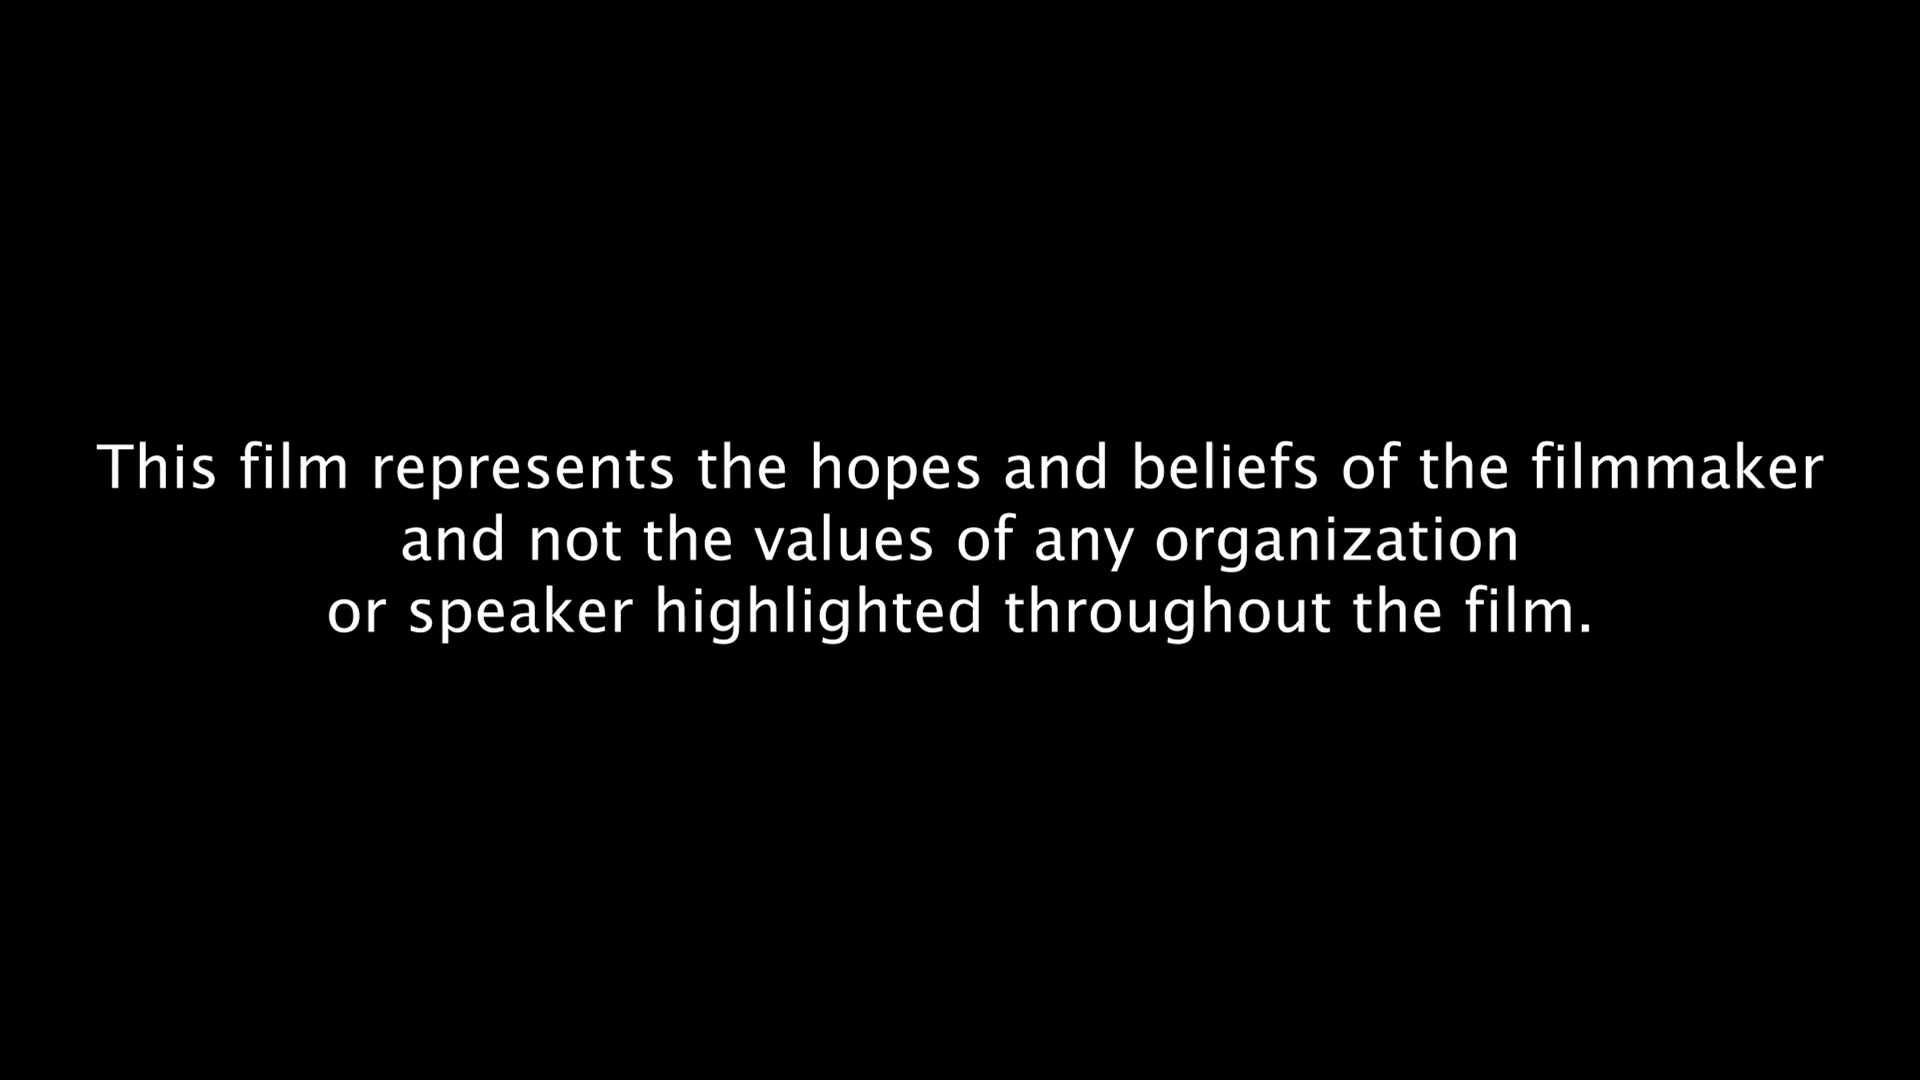 This film represents the hopes and beliefs of the filmmaker
and not the values of any organization
or speaker highlighted throughout the film.